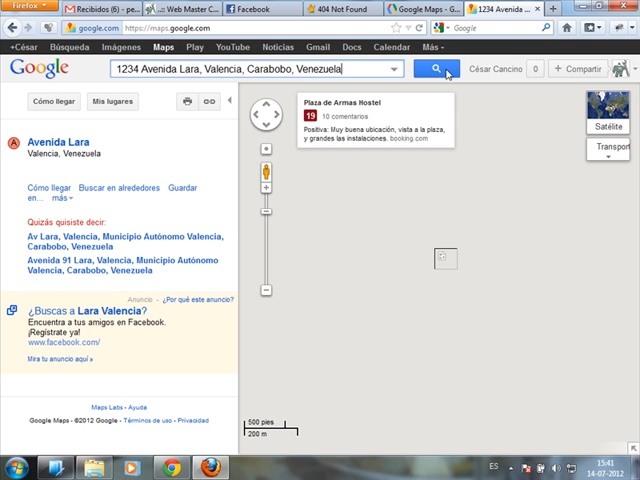 Firefox
Recibidos (6) - pe...
.:: Web Master C...
Facebook
404 Not Found
Google Maps - G...
1234 Avenida ...
google.com
https://maps.google.com
Google
+César Búsqueda Imágenes Maps Play YouTube Noticias Gmail Docs Calendar Más
Google
1234 Avenida Lara, Valencia, Carabobo, Venezuela
César Cancino 0 + Compartir
Cómo llegar
Mis lugares
A
Avenida Lara
Valencia, Venezuela
Cómo llegar Buscar en alrededores Guardar
en... más
Quizás quisiste decir:
Av Lara, Valencia, Municipio Autónomo Valencia,
Carabobo, Venezuela
Avenida 91 Lara, Valencia, Municipio Autónomo
Valencia, Carabobo, Venezuela
Anuncio - ¿Por qué este anuncio?
¿Buscas a Lara Valencia?
Encuentra a tus amigos en Facebook.
¡Regístrate ya!
www.facebook.com/
Mira tu anuncio aquí »
Maps Labs - Ayuda
Google Maps - ©2012 Google - Términos de uso - Privacidad
Plaza de Armas Hostel
19 10 comentarios
Positiva: Muy buena ubicación, vista a la plaza,
y grandes las instalaciones. booking.com
Satélite
Transport
500 pies
200 m
ES
15:41
14-07-2012